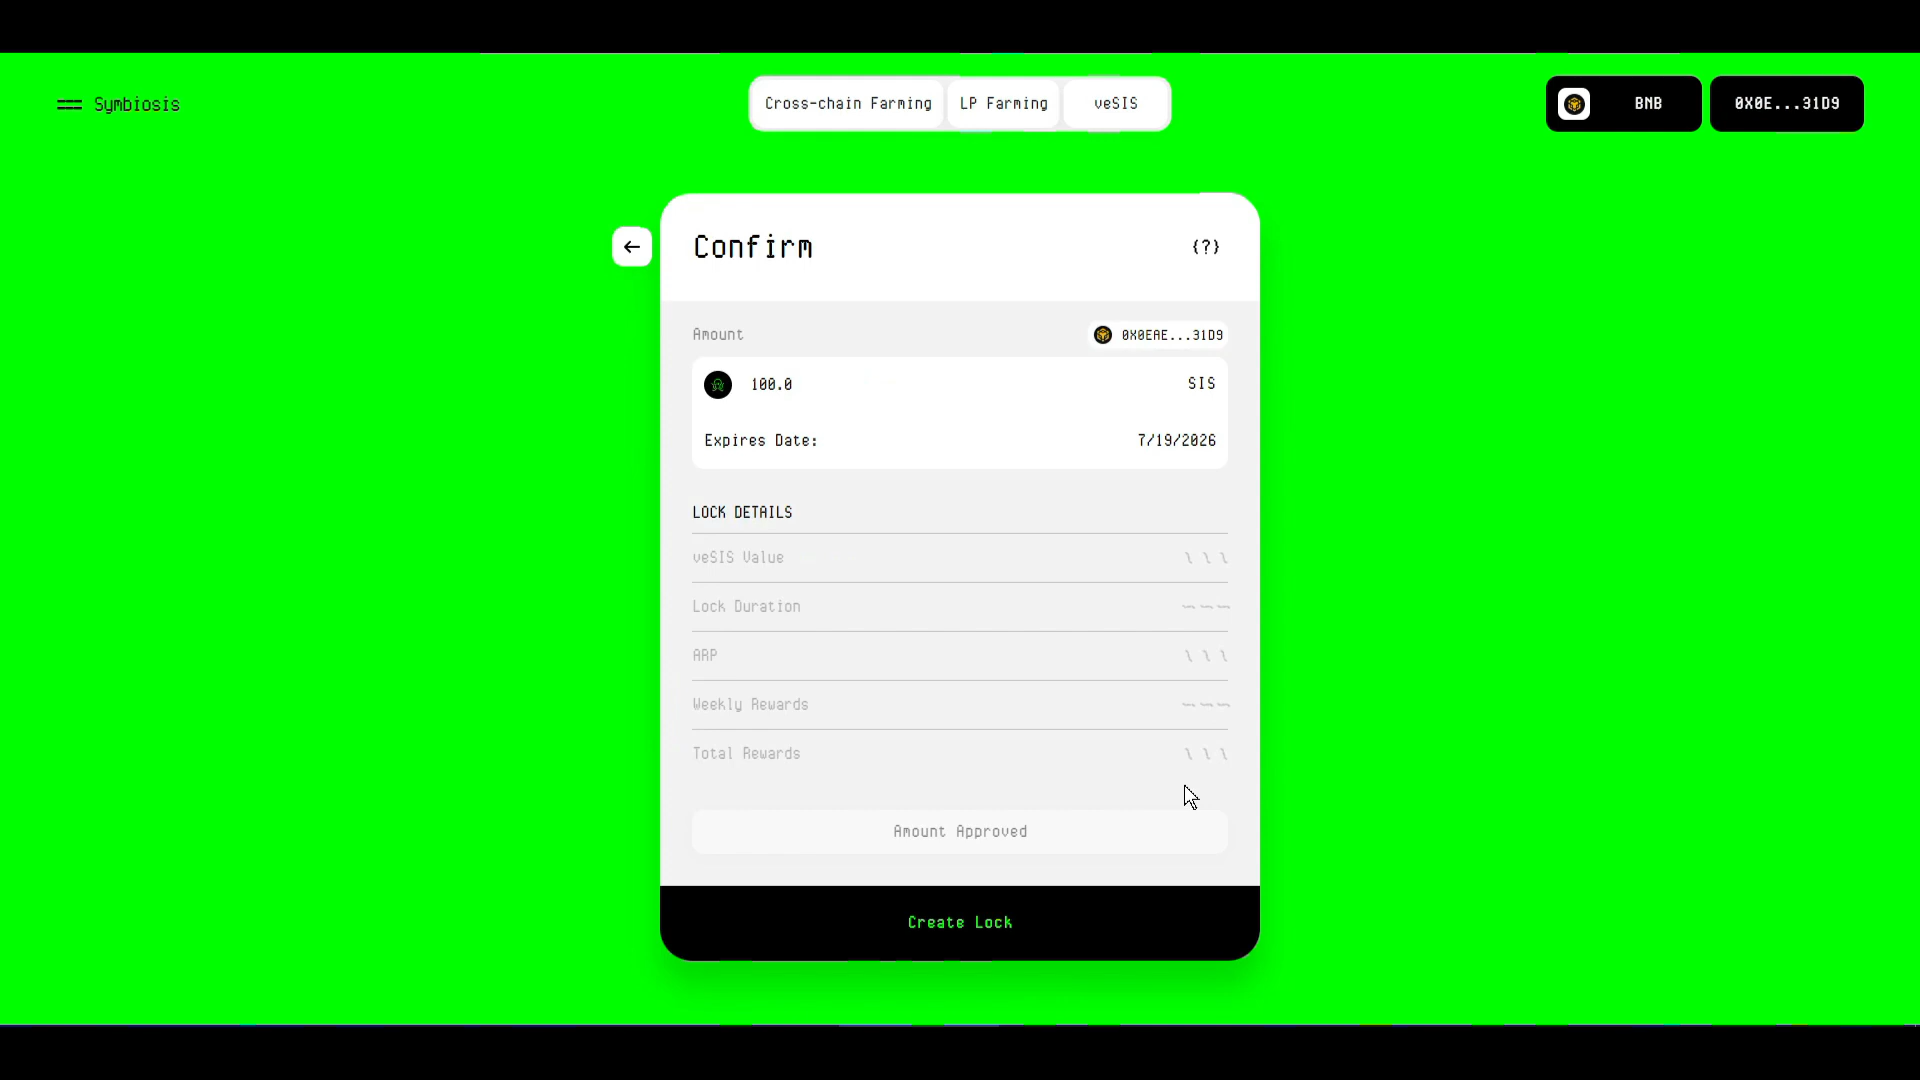 Symbiosis
Cross-chain Farming LP Farming veSIS
BNB 0X0E...31D9
Confirm
{?}
Amount
0X0EAE...31D9
100.0 SIS
Expires Date: 7/19/2026
LOCK DETAILS
veSIS Value
Lock Duration
ARP
Weekly Rewards
Total Rewards
Amount Approved
Create Lock